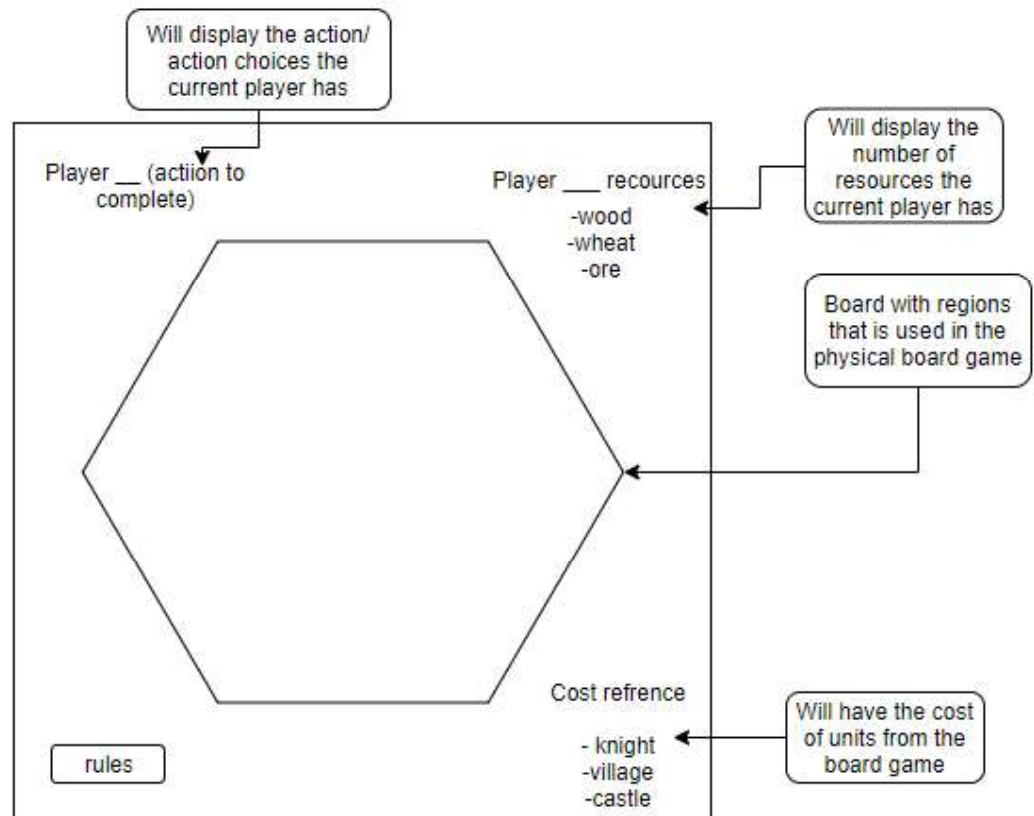 Will display the action/
action choices the
current player has
Player __ (actiion to
complete)
Player ___ recources
-wood
-wheat
-ore
Will display the
number of
resources the
current player has
Board with regions
that is used in the
physical board game
Cost refrence
- knight
-village
-castle
Will have the cost
of units from the
board game
rules